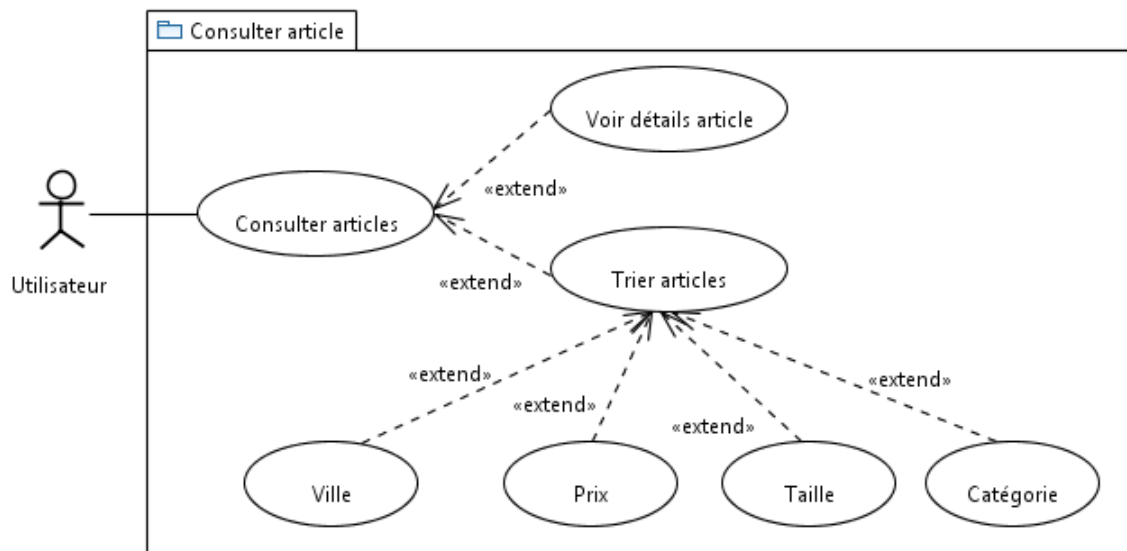 Consulter article
Voir détails article
«extend»
Consulter articles
Trier articles
«extend»
Utilisateur
«extend»
«extend»
«extend»
«extend»
Ville
Prix
Taille
Catégorie